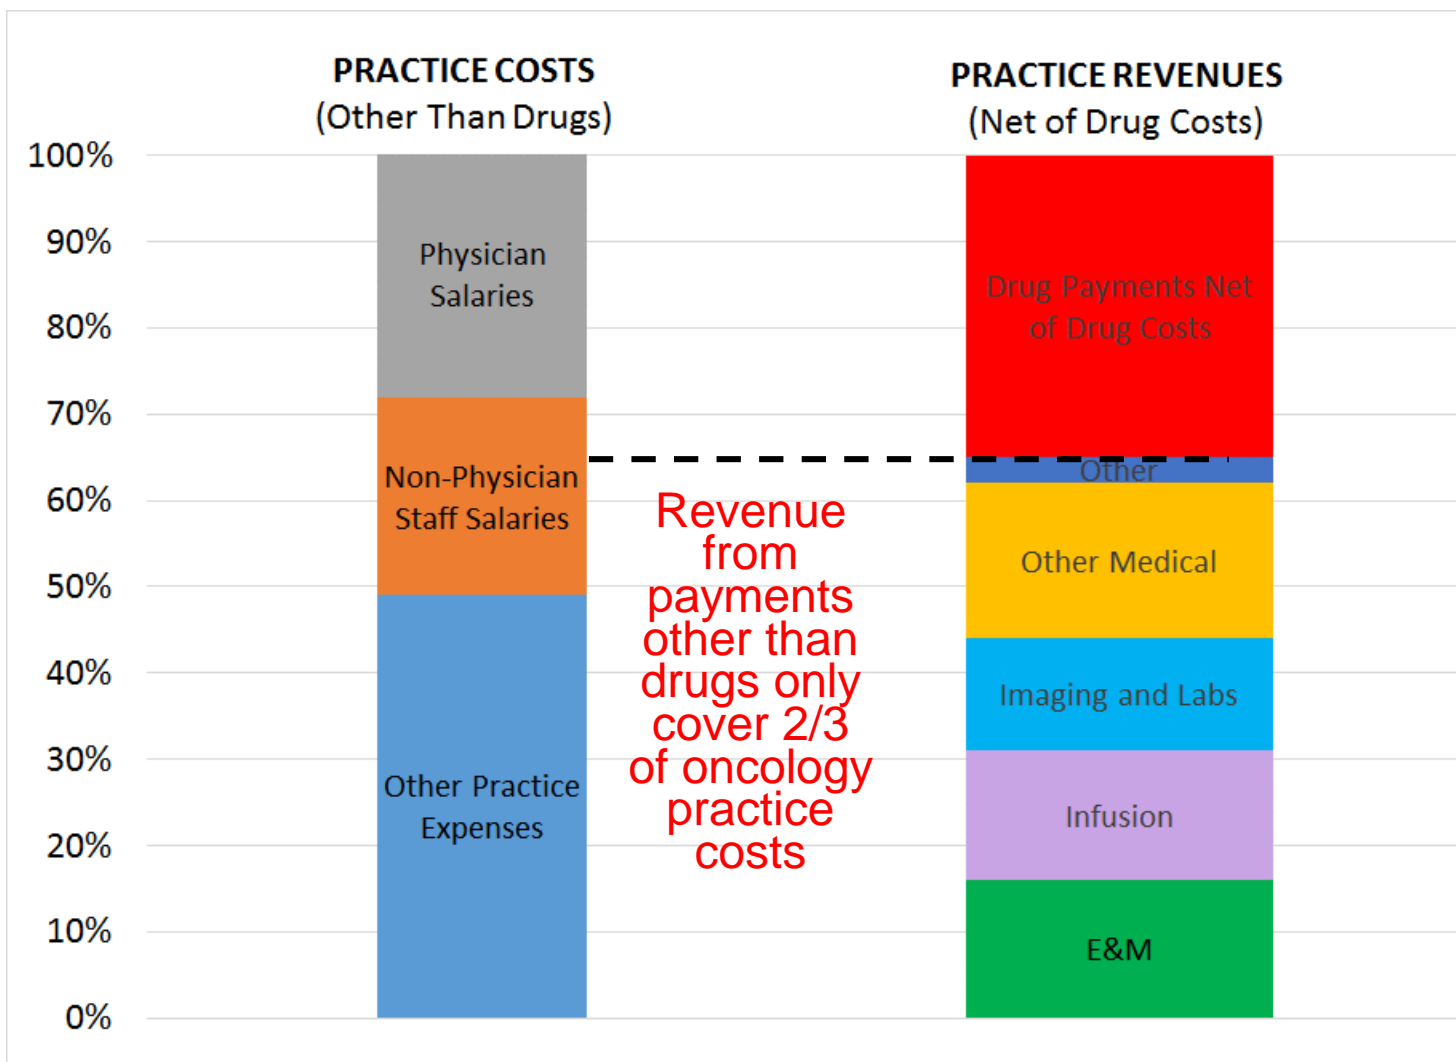 PRACTICE COSTS
(Other Than Drugs)
PRACTICE REVENUES
(Net of Drug Costs)
100%
90%
80%
70%
60%
50%
40%
30%
20%
10%
0%
Physician
Salaries
Non-Physician
Staff Salaries
Other Practice
Expenses
Revenue
from
payments
other than
drugs only
cover 2/3
of oncology
practice
costs
Drug Payments Net
of Drug Costs
Other
Other Medical
Imaging and Labs
Infusion
E&M